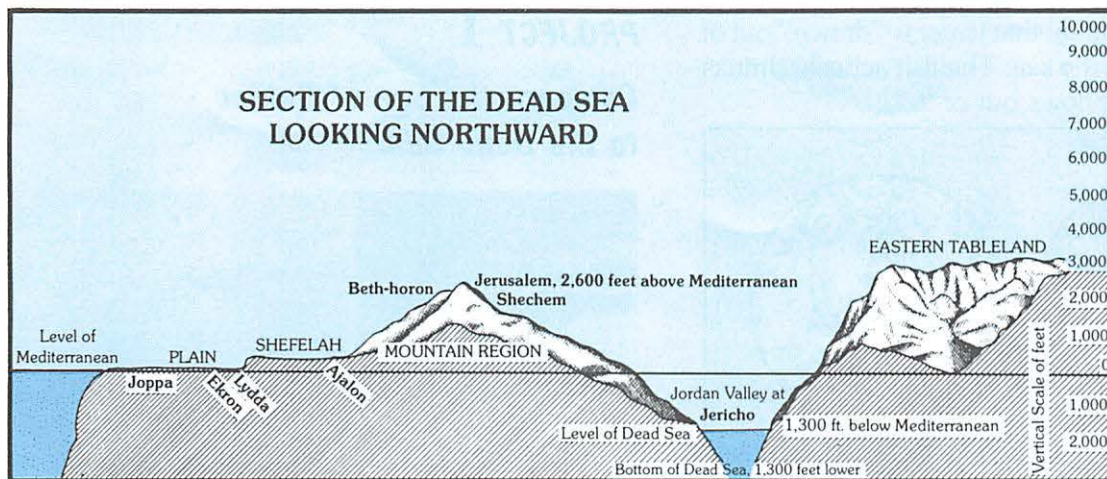 SECTION OF THE DEAD SEA
LOOKING NORTHWARD
10,000
9,000
8,000
7,000
6,000
5,000
4,000
3,000
2,000
1,000
0
1,000
2,000
Vertical Scale of feet
EASTERN TABLELAND
Jerusalem, 2,600 feet above Mediterranean
Beth-horon
Shechem
Level of
Mediterranean
PLAIN
SHEFELAH
MOUNTAIN REGION
Joppa
Ekron
Lydda
Ajalon
Jordan Valley at
Jericho
Level of Dead Sea
1,300 ft. below Mediterranean
Bottom of Dead Sea, 1,300 feet lower